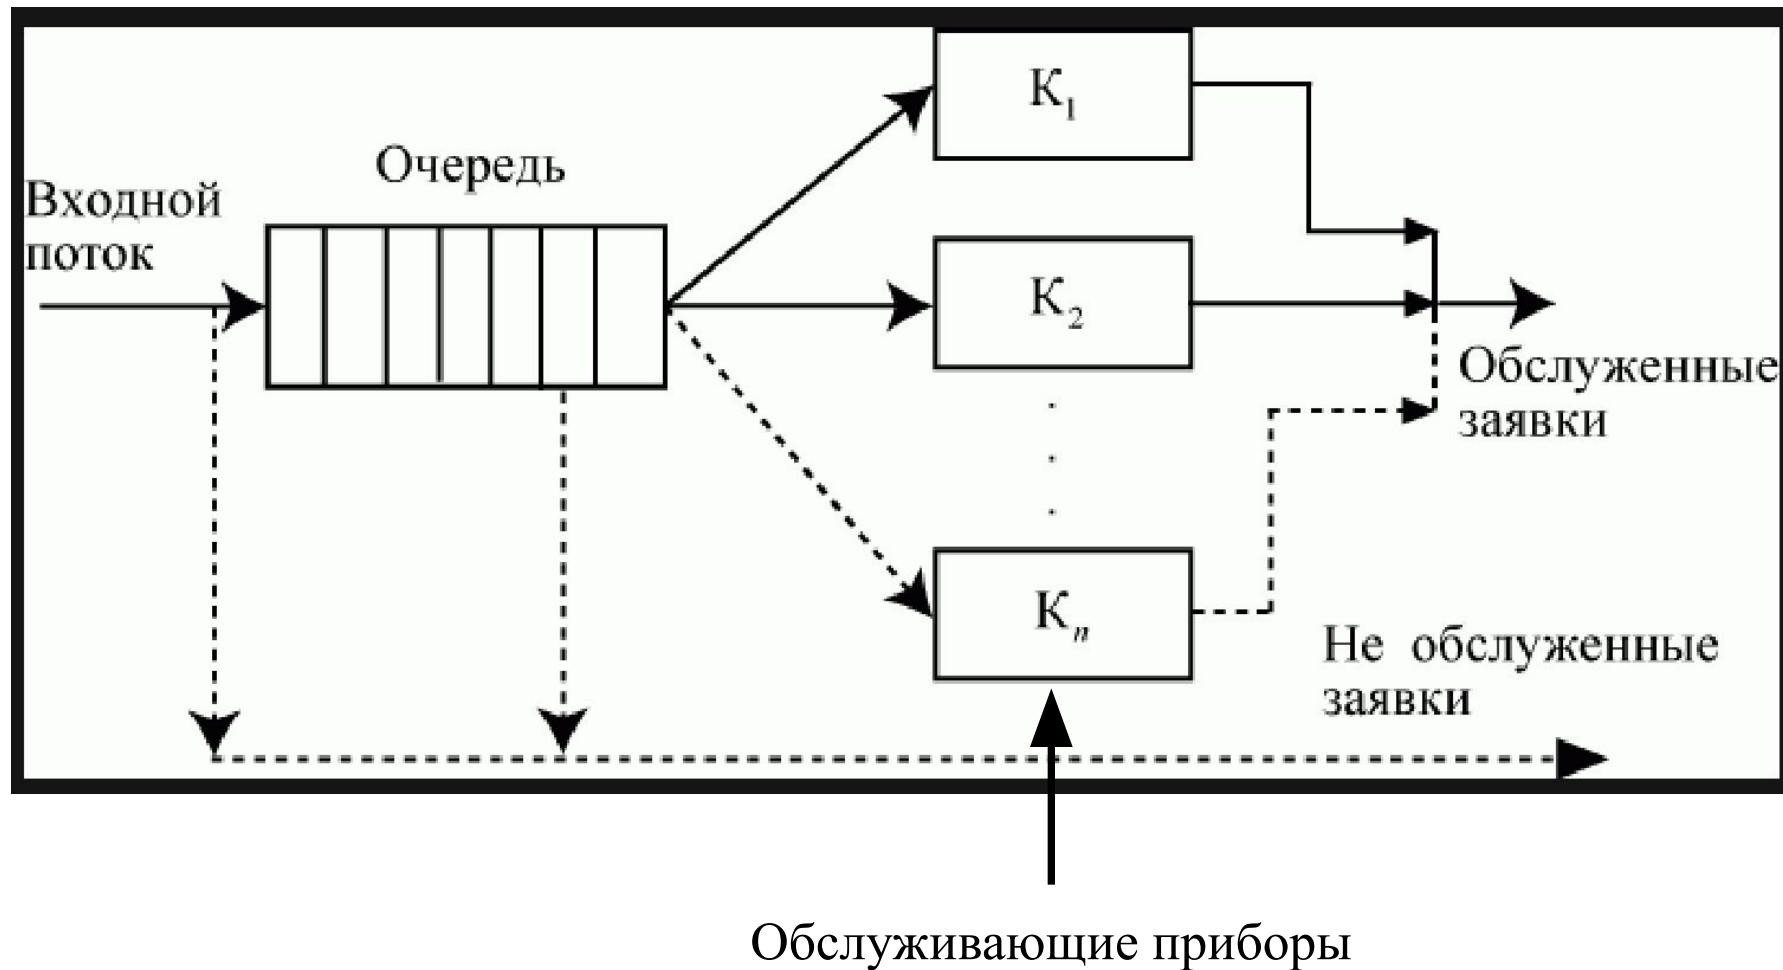 Входной
поток
Очередь
К1
К2
Кn
Обслуженные
заявки
Не обслуженные
заявки
Обслуживающие приборы